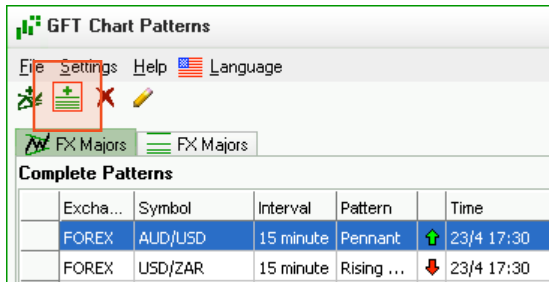 GFT Chart Patterns
File Settings Help Language
FX Majors FX Majors
Complete Patterns
Excha... Symbol Interval Pattern Time
FOREX AUD/USD 15 minute Pennant 23/4 17:30
FOREX USD/ZAR 15 minute Rising ... 23/4 17:30